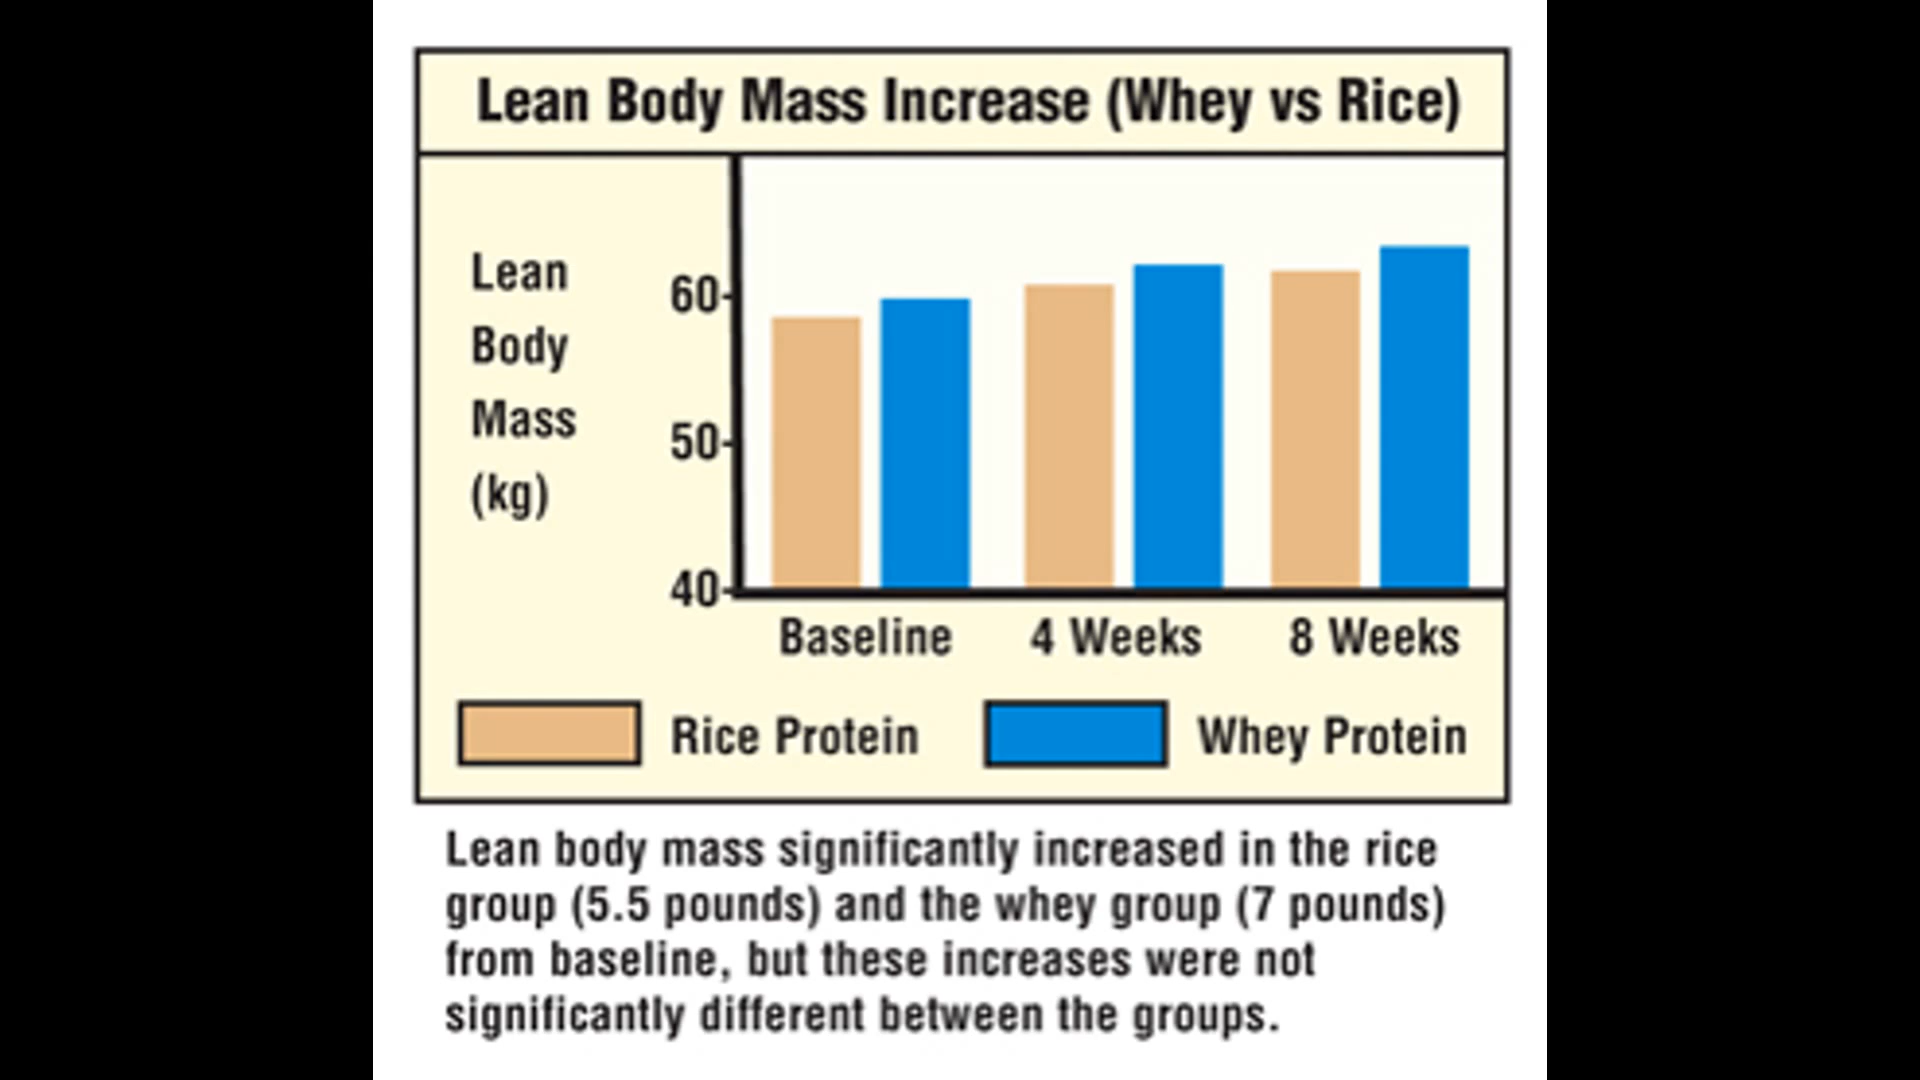 Lean Body Mass Increase (Whey vs Rice)
Lean
Body
Mass
(kg)
60
50
40
Baseline 4 Weeks 8 Weeks
Rice Protein Whey Protein
Lean body mass significantly increased in the rice
group (5.5 pounds) and the whey group (7 pounds)
from baseline, but these increases were not
significantly different between the groups.